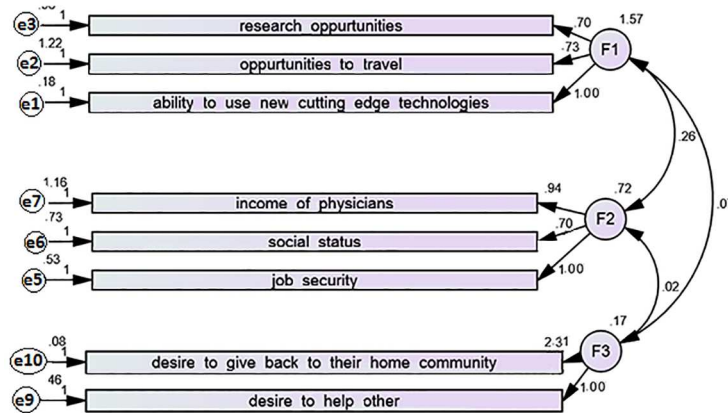 e3 1 research oppurtunities .70 F1 1.57
1.22
e2 1 oppurtunities to travel .73
.18
e1 1 ability to use new cutting edge technologies 1.00
.26
1.16
e7 1 income of physicians .94 F2 .72
.73
e6 1 social status .70
.53
e5 1 job security 1.00
.02
.17
.08
e10 1 desire to give back to their home community 2.31 F3
.46
e9 1 desire to help other 1.00